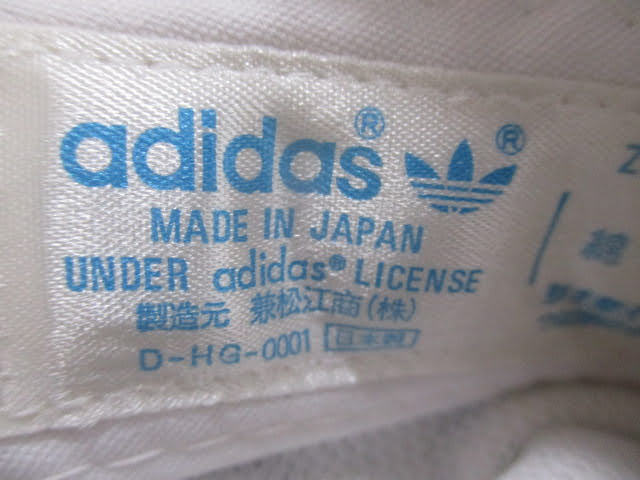 adidas®
®
MADE IN JAPAN
UNDER adidas® LICENSE
製造元 兼松江商(株)
D-HG-0001 日本製
Z
綿